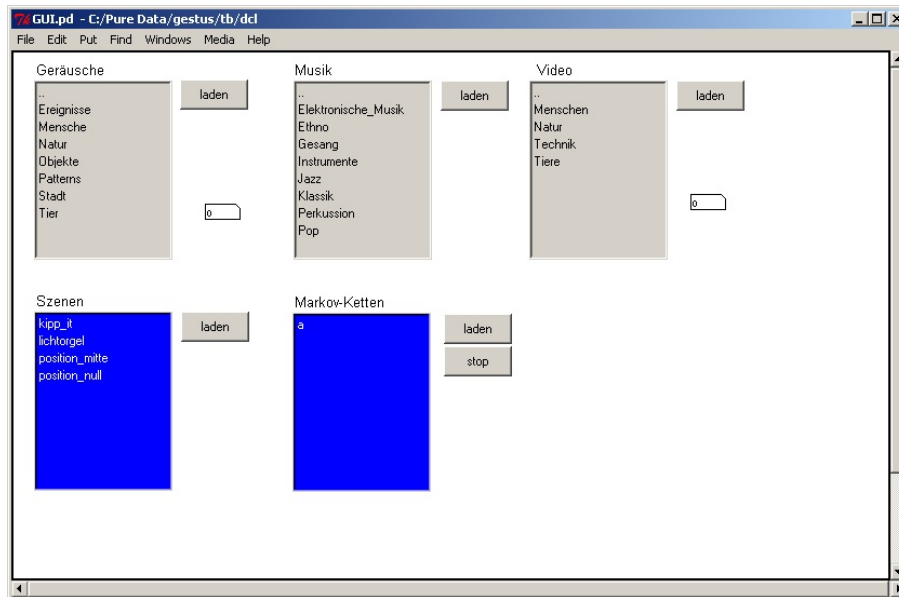 GUI.pd - C:/Pure Data/gestus/tb/dcl
File Edit Put Find Windows Media Help
Geräusche
..
Ereignisse
Mensche
Natur
Objekte
Patterns
Stadt
Tier
laden
0
Musik
..
Elektronische_Musik
Ethno
Gesang
Instrumente
Jazz
Klassik
Perkussion
Pop
laden
Video
..
Menschen
Natur
Technik
Tiere
laden
0
Szenen
kipp_it
lichtorgel
position_mitte
position_null
laden
Markov-Ketten
a
laden
stop